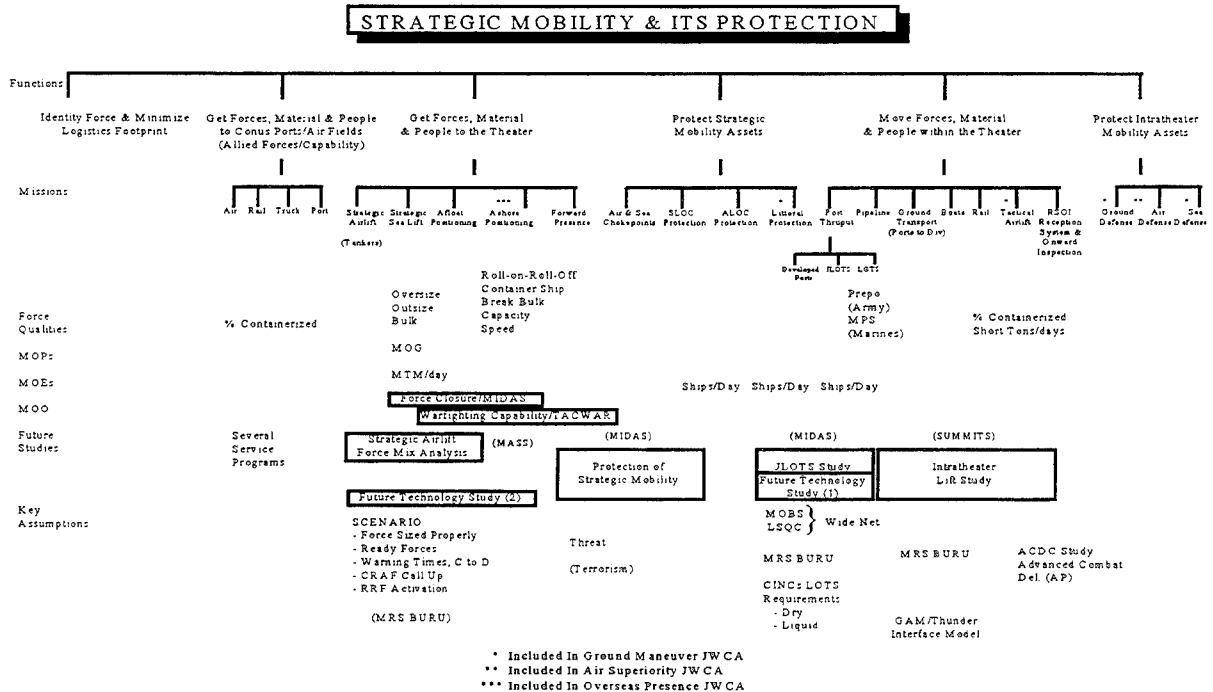 STRATEGIC MOBILITY & ITS PROTECTION
Functions
Identity Force & Minimize
Logistics Footprint
Get Forces, Material & People
to Conus Ports/Air Fields
(Allied Forces/Capability)
Get Forces, Material
& People to the Theater
Protect Strategic
Mobility Assets
Move Forces, Material
& People within the Theater
Protect Intratheater
Mobility Assets
Missions
Air
Rail
Truck
Port
Strategic
Airlift
(Tankers)
Strategic
Sea Lift
Afloat
Positioning
***
Ashore
Positioning
Forward
Presence
Air & Sea
Chokepoints
SLOC
Protection
ALOC
Protection
*
Littoral
Protection
Port
Thruput
Pipeline
Ground
Transport
(Ports to Div)
Boats
Rail
*
Tactical
Airlift
RSOI
Reception
System &
Onward
Inspection
*
Ground
Defense
**
Air
Defense
*
Sea
Defense
Developed
Ports
JLOTS
LOTS
Force
Qualities
% Containerized
Oversize
Outsize
Bulk
Roll-on-Roll-Off
Container Ship
Break Bulk
Capacity
Speed
Prepo
(Army)
MPS
(Marines)
% Containerized
Short Tons/days
MOPs
MOG
MOEs
MTM/day
Ships/Day Ships/Day Ships/Day
MOO
Force Closure/MIDAS
Warfighting Capability/TACWAR
Future
Studies
Several
Service
Programs
Strategic Airlift
Force Mix Analysis
(MASS)
(MIDAS)
Protection of
Strategic Mobility
(MIDAS)
JLOTS Study
Future Technology
Study (1)
(SUMMITS)
Intratheater
Lift Study
Future Technology Study (2)
Key
Assumptions
SCENARIO
- Force Sized Properly
- Ready Forces
- Warning Times, C to D
- CRAF Call Up
- RRF Activation
(MRS BURU)
Threat
(Terrorism)
MOBS
LSQC
} Wide Net
MRS BURU
CINCs LOTS
Requirements
- Dry
- Liquid
MRS BURU
GAM/Thunder
Interface Model
ACDC Study
Advanced Combat
Del. (AP)
* Included In Ground Maneuver JWCA
** Included In Air Superiority JWCA
*** Included In Overseas Presence JWCA